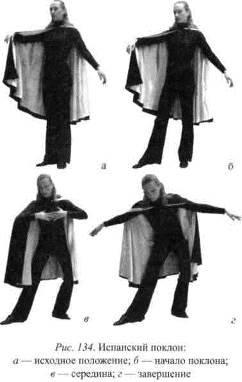 а
б
в
г
Рис. 134. Испанский поклон:
а — исходное положение; б — начало поклона;
в — середина; г — завершение